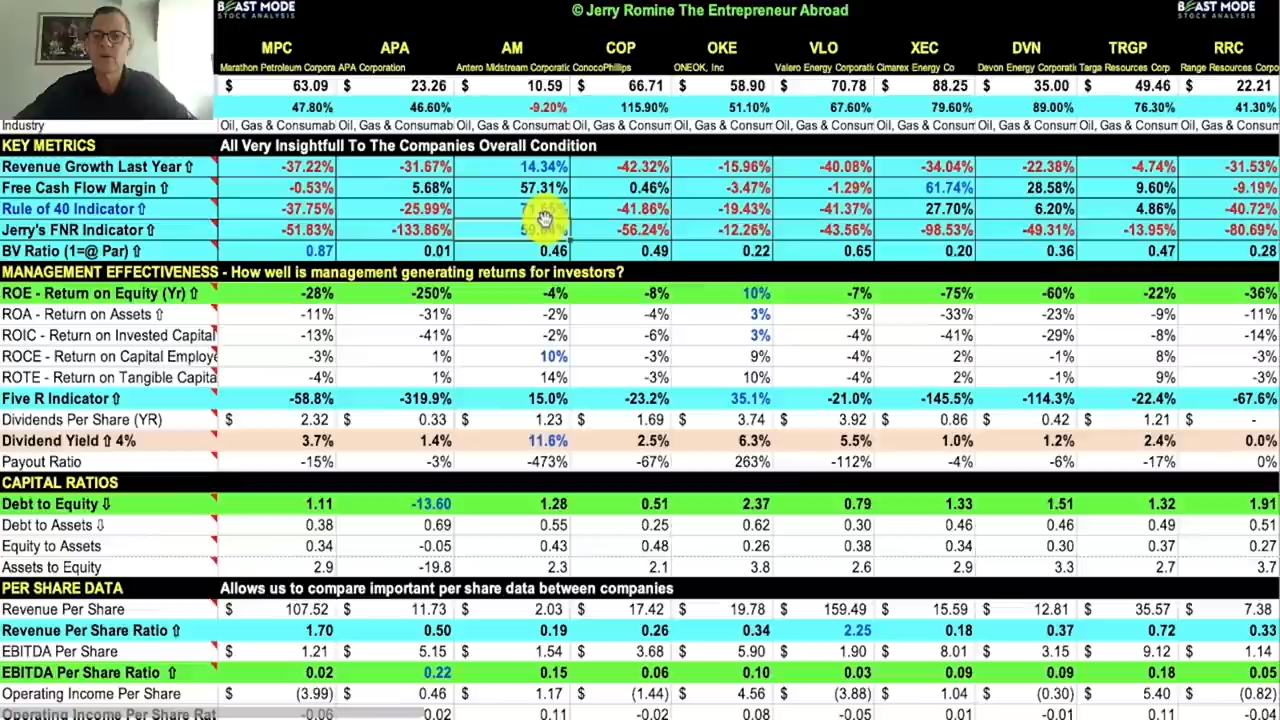 BEAST MODE © Jerry Romine The Entrepreneur Abroad BEAST MODE
STOCK ANALYSIS STOCK ANALYSIS
MPC APA AM COP OKE VLO XEC DVN TRGP RRC
Marathon Petroleum Corpora APA Corporation Antero Midstream Corporatic ConocoPhillips ONEOK, Inc Valero Energy Corporatic Cimarex Energy Co Devon Energy Corporati Targa Resources Corp Range Resources Corpo
$ 63.09 23.26 10.59 $ 66.71 $ 58.90 $ 70.78 $ 88.25 $ 35.00 $ 49.46 $ 22.21
47.80% 46.60% -9.20% 115.90% 51.10% 67.60% 79.60% 89.00% 76.30% 41.30%
Industry Oil, Gas & Consumab Oil, Gas & Consumab Oil, Gas & Consumab Oil, Gas & Consum Oil, Gas & Consum Oil, Gas & Consum Oil, Gas & Consum Oil, Gas & Consum Oil, Gas & Consum Oil, Gas & Consum
KEY METRICS All Very Insightfull To The Companies Overall Condition
Revenue Growth Last Year ⇧ -37.22% -31.67% 14.34% -42.32% -15.96% -40.08% -34.04% -22.38% -4.74% -31.53%
Free Cash Flow Margin ⇧ -0.53% 5.68% 57.31% 0.46% -3.47% -1.29% 61.74% 28.58% 9.60% -9.19%
Rule of 40 Indicator ⇧ -37.75% -25.99% -41.86% -19.43% -41.37% 27.70% 6.20% 4.86% -40.72%
Jerry's FNR Indicator ⇧ -51.83% -133.86% -56.24% -12.26% -43.56% -98.53% -49.31% -13.95% -80.69%
BV Ratio (1=@ Par) ⇧ 0.87 0.01 0.46 0.49 0.22 0.65 0.20 0.36 0.47 0.28
MANAGEMENT EFFECTIVENESS - How well is management generating returns for investors?
ROE - Return on Equity (Yr) ⇧ -28% -250% -4% -8% 10% -7% -75% -60% -22% -36%
ROA - Return on Assets ⇧ -11% -31% -2% -4% 3% -3% -33% -23% -9% -11%
ROIC - Return on Invested Capital -13% -41% -2% -6% 3% -4% -41% -29% -8% -14%
ROCE - Return on Capital Employe -3% 1% 10% -3% 9% -4% 2% -1% 8% -3%
ROTE - Return on Tangible Capita -4% 1% 14% -3% 10% -4% 2% -1% 9% -3%
Five R Indicator ⇧ -58.8% -319.9% 15.0% -23.2% 35.1% -21.0% -145.5% -114.3% -22.4% -67.6%
Dividends Per Share (YR) $ 2.32 $ 0.33 $ 1.23 $ 1.69 $ 3.74 $ 3.92 $ 0.86 $ 0.42 $ 1.21 $ -
Dividend Yield ⇧ 4% 3.7% 1.4% 11.6% 2.5% 6.3% 5.5% 1.0% 1.2% 2.4% 0.0%
Payout Ratio -15% -3% -473% -67% 263% -112% -4% -6% -17% 0%
CAPITAL RATIOS
Debt to Equity ⇩ 1.11 -13.60 1.28 0.51 2.37 0.79 1.33 1.51 1.32 1.91
Debt to Assets ⇩ 0.38 0.69 0.55 0.25 0.62 0.30 0.46 0.46 0.49 0.51
Equity to Assets 0.34 -0.05 0.43 0.48 0.26 0.38 0.34 0.30 0.37 0.27
Assets to Equity 2.9 -19.8 2.3 2.1 3.8 2.6 2.9 3.3 2.7 3.7
PER SHARE DATA Allows us to compare important per share data between companies
Revenue Per Share $ 107.52 $ 11.73 $ 2.03 $ 17.42 $ 19.78 $ 159.49 $ 15.59 $ 12.81 $ 35.57 $ 7.38
Revenue Per Share Ratio ⇧ 1.70 0.50 0.19 0.26 0.34 2.25 0.18 0.37 0.72 0.33
EBITDA Per Share $ 1.21 $ 5.15 $ 1.54 $ 3.68 $ 5.90 $ 1.90 $ 8.01 $ 3.15 $ 9.12 $ 1.14
EBITDA Per Share Ratio ⇧ 0.02 0.22 0.15 0.06 0.10 0.03 0.09 0.09 0.18 0.05
Operating Income Per Share $ (3.99) $ 0.46 $ 1.17 $ (1.44) $ 4.56 $ (3.88) $ 1.04 $ (0.30) $ 5.40 $ (0.82)
Operating Income Per Share Rat -0.06 0.02 0.11 -0.02 0.08 -0.05 0.01 -0.01 0.11 -0.04